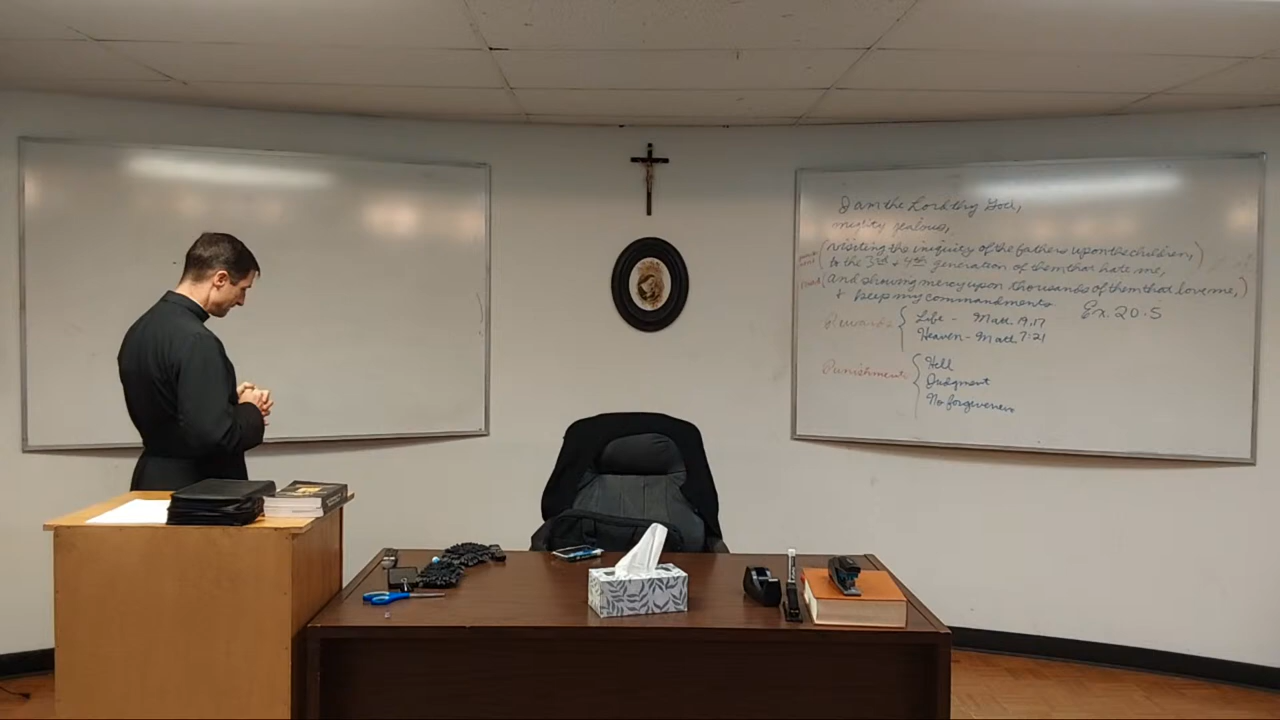 I am the Lord thy God,
mighty jealous,
(visiting the iniquity of the fathers upon the children,)
to the 3rd & 4th generation of them that hate me,
(and showing mercy upon thousands of them that love me,)
& keep my commandments. Ex. 20-5
Rewards { Life - Matt. 19.17
Heaven - Matt. 7:21
Punishments { Hell
Judgment
No forgiveness